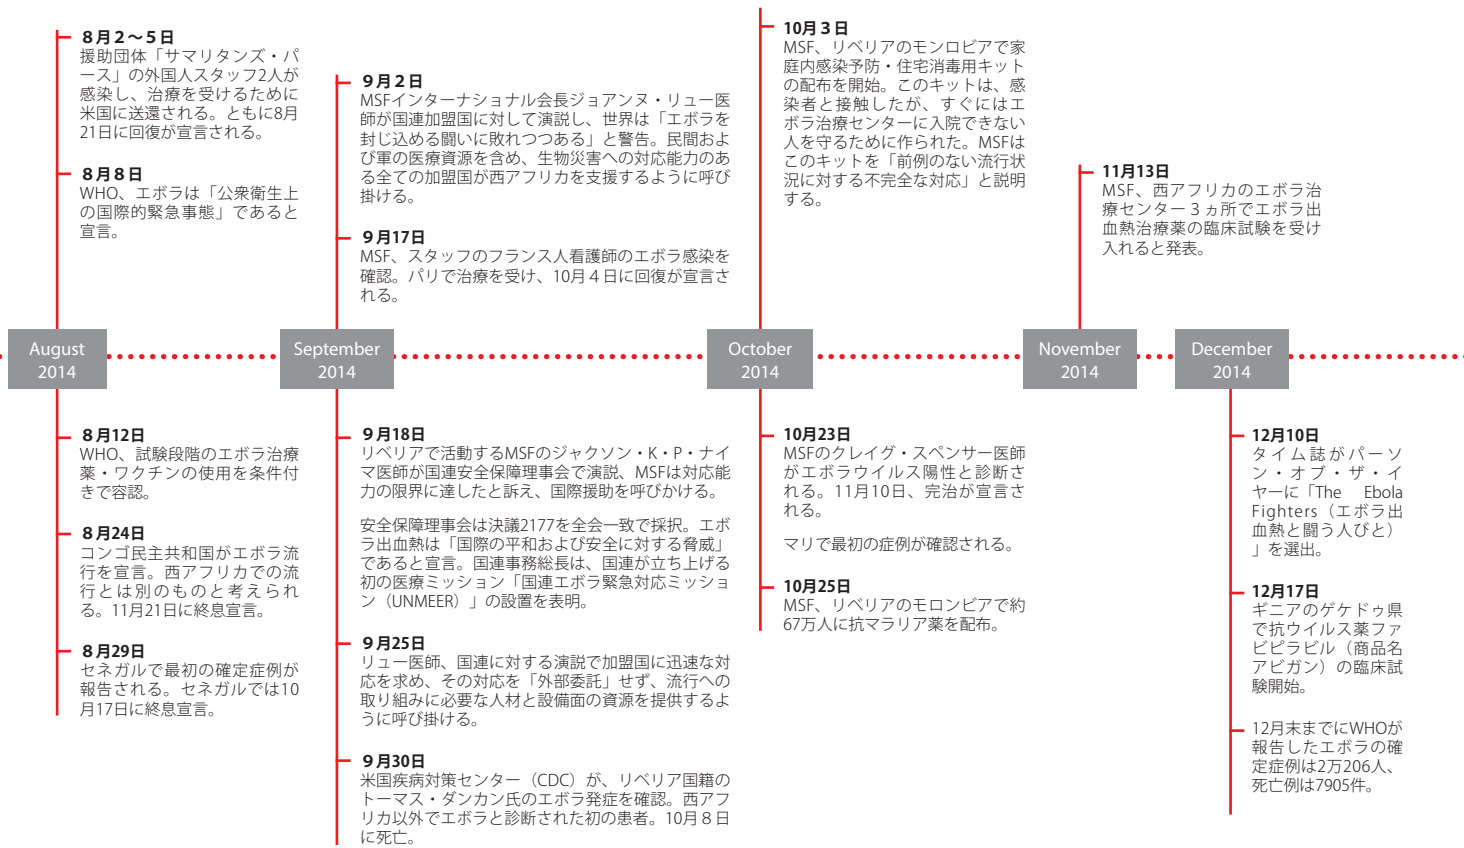 8月2〜5日
援助団体「サマリタンズ・パ
ース」の外国人スタッフ2人が
感染し、治療を受けるために
米国に送還される。ともに8月
21日に回復が宣言される。
8月8日
WHO、エボラは「公衆衛生上
の国際的緊急事態」であると
宣言。
9月2日
MSFインターナショナル会長ジョアンヌ・リュー医
師が国連加盟国に対して演説し、世界は「エボラを
封じ込める闘いに敗れつつある」と警告。民間およ
び軍の医療資源を含め、生物災害への対応能力のあ
る全ての加盟国が西アフリカを支援するように呼び
掛ける。
9月17日
MSF、スタッフのフランス人看護師のエボラ感染を
確認。パリで治療を受け、10月4日に回復が宣言さ
れる。
10月3日
MSF、リベリアのモンロビアで家
庭内感染予防・住宅消毒用キット
の配布を開始。このキットは、感
染者と接触したが、すぐにはエ
ボラ治療センターに入院できない
人を守るために作られた。MSFは
このキットを「前例のない流行状
況に対する不完全な対応」と説明
する。
11月13日
MSF、西アフリカのエボラ治
療センター3ヵ所でエボラ出
血熱治療薬の臨床試験を受け
入れると発表。
August
2014
September
2014
October
2014
November
2014
December
2014
8月12日
WHO、試験段階のエボラ治療
薬・ワクチンの使用を条件付
きで容認。
8月24日
コンゴ民主共和国がエボラ流
行を宣言。西アフリカでの流
行とは別のものと考えられ
る。11月21日に終息宣言。
8月29日
セネガルで最初の確定症例が
報告される。セネガルでは10
月17日に終息宣言。
9月18日
リベリアで活動するMSFのジャクソン・K・P・ナイ
マ医師が国連安全保障理事会で演説、MSFは対応能
力の限界に達したと訴え、国際援助を呼びかける。
安全保障理事会は決議2177を全会一致で採択。エボ
ラ出血熱は「国際の平和および安全に対する脅威」
であると宣言。国連事務総長は、国連が立ち上げる
初の医療ミッション「国連エボラ緊急対応ミッショ
ン（UNMEER）」の設置を表明。
9月25日
リュー医師、国連に対する演説で加盟国に迅速な対
応を求め、その対応を「外部委託」せず、流行への
取り組みに必要な人材と設備面の資源を提供するよ
うに呼び掛ける。
9月30日
米国疾病対策センター（CDC）が、リベリア国籍の
トーマス・ダンカン氏のエボラ発症を確認。西アフ
リカ以外でエボラと診断された初の患者。10月8日
に死亡。
10月23日
MSFのクレイグ・スペンサー医師
がエボラウイルス陽性と診断さ
れる。11月10日、完治が宣言さ
れる。
マリで最初の症例が確認される。
10月25日
MSF、リベリアのモロンビアで約
67万人に抗マラリア薬を配布。
12月10日
タイム誌がパーソ
ン・オブ・ザ・イ
ヤーに「The Ebola
Fighters（エボラ出
血熱と闘う人びと）
」を選出。
12月17日
ギニアのゲケドゥ県
で抗ウイルス薬ファ
ビピラビル（商品名
アビガン）の臨床試
験開始。
12月末までにWHOが
報告したエボラの確
定症例は2万206人、
死亡例は7905件。